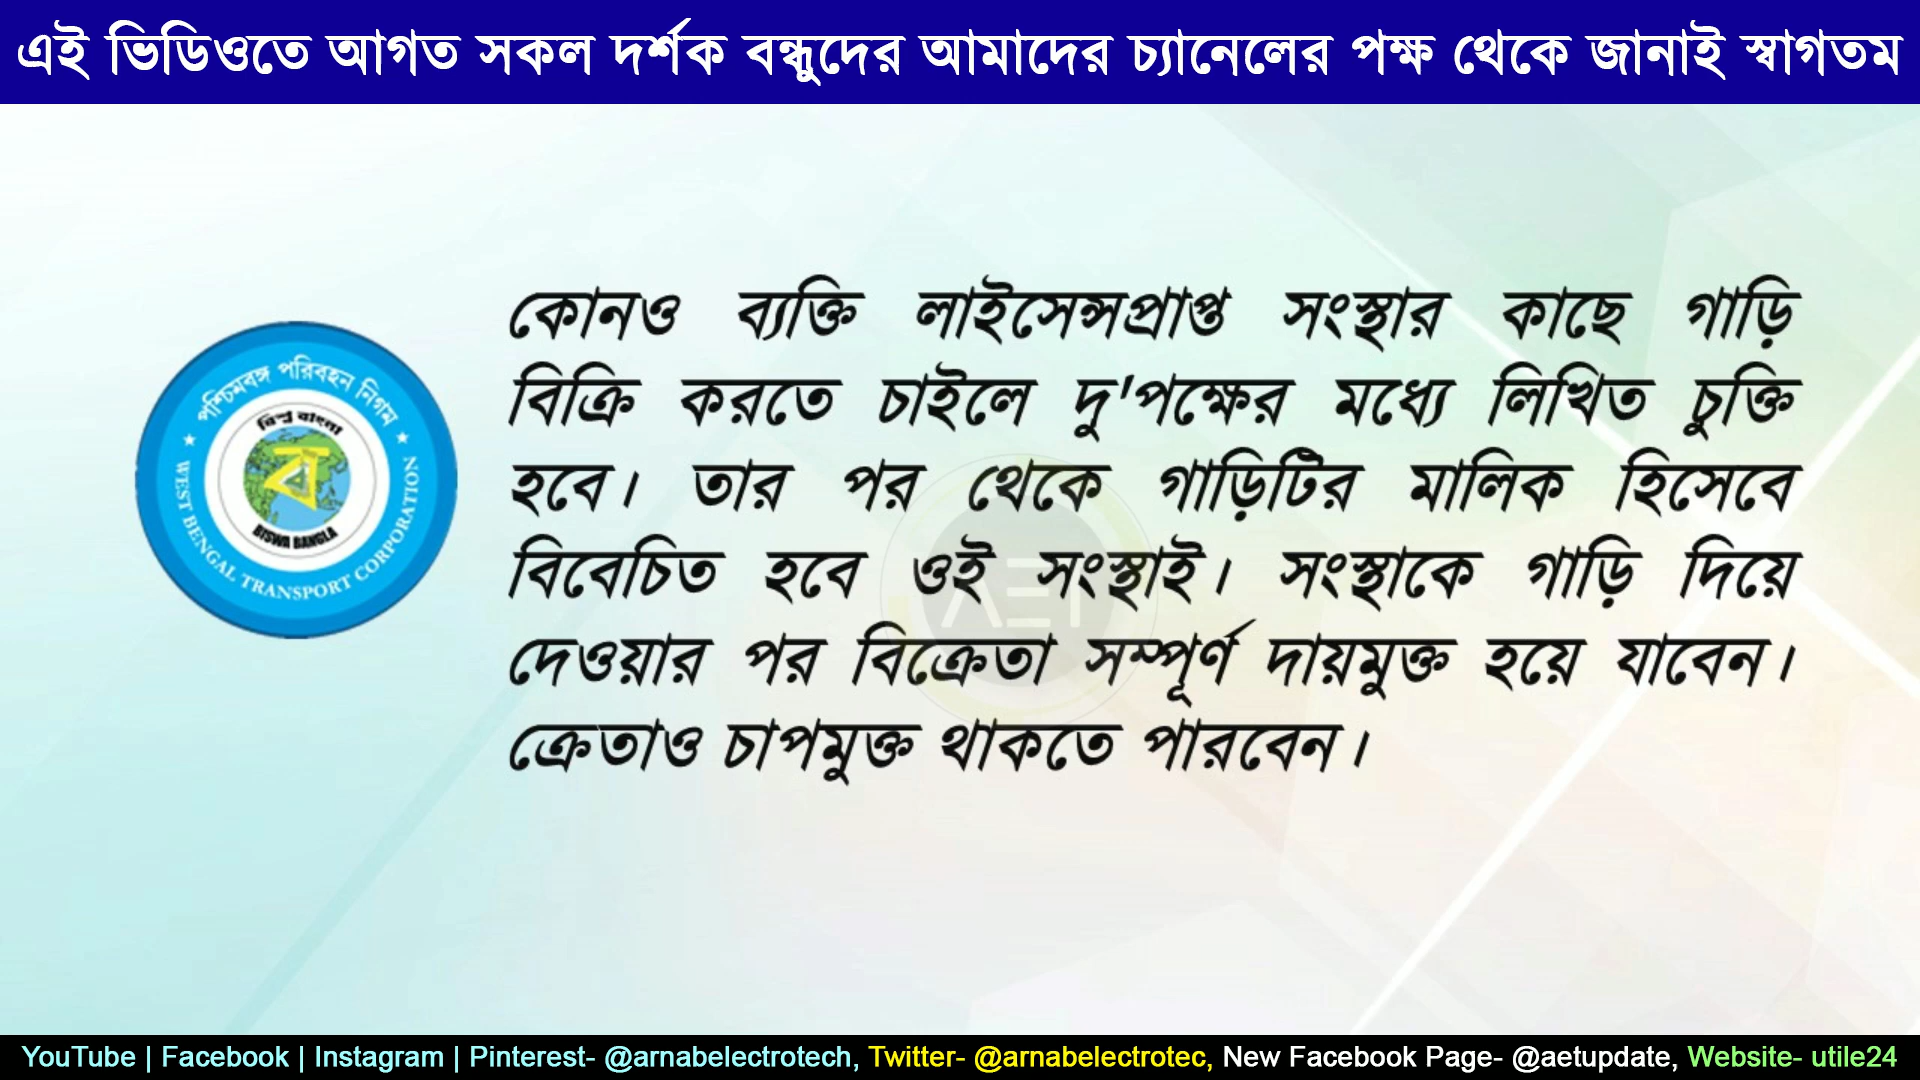 এই ভিডিওতে আগত সকল দর্শক বন্ধুদের আমাদের চ্যানেলের পক্ষ থেকে জানাই স্বাগতম
কোনও ব্যক্তি লাইসেন্সপ্রাপ্ত সংস্থার কাছে গাড়ি
বিক্রি করতে চাইলে দু'পক্ষের মধ্যে লিখিত চুক্তি
হবে। তার পর থেকে গাড়িটির মালিক হিসেবে
বিবেচিত হবে ওই সংস্থাই। সংস্থাকে গাড়ি দিয়ে
দেওয়ার পর বিক্রেতা সম্পূর্ণ দায়মুক্ত হয়ে যাবেন।
ক্রেতাও চাপমুক্ত থাকতে পারবেন।
পশ্চিমবঙ্গ পরিবহন নিগম
বিশ্ব বাংলা
ব
BISWA BANGLA
WEST BENGAL TRANSPORT CORPORATION
AET
YouTube | Facebook | Instagram | Pinterest- @arnabelectrotech, Twitter- @arnabelectrotec, New Facebook Page- @aetupdate, Website- utile24